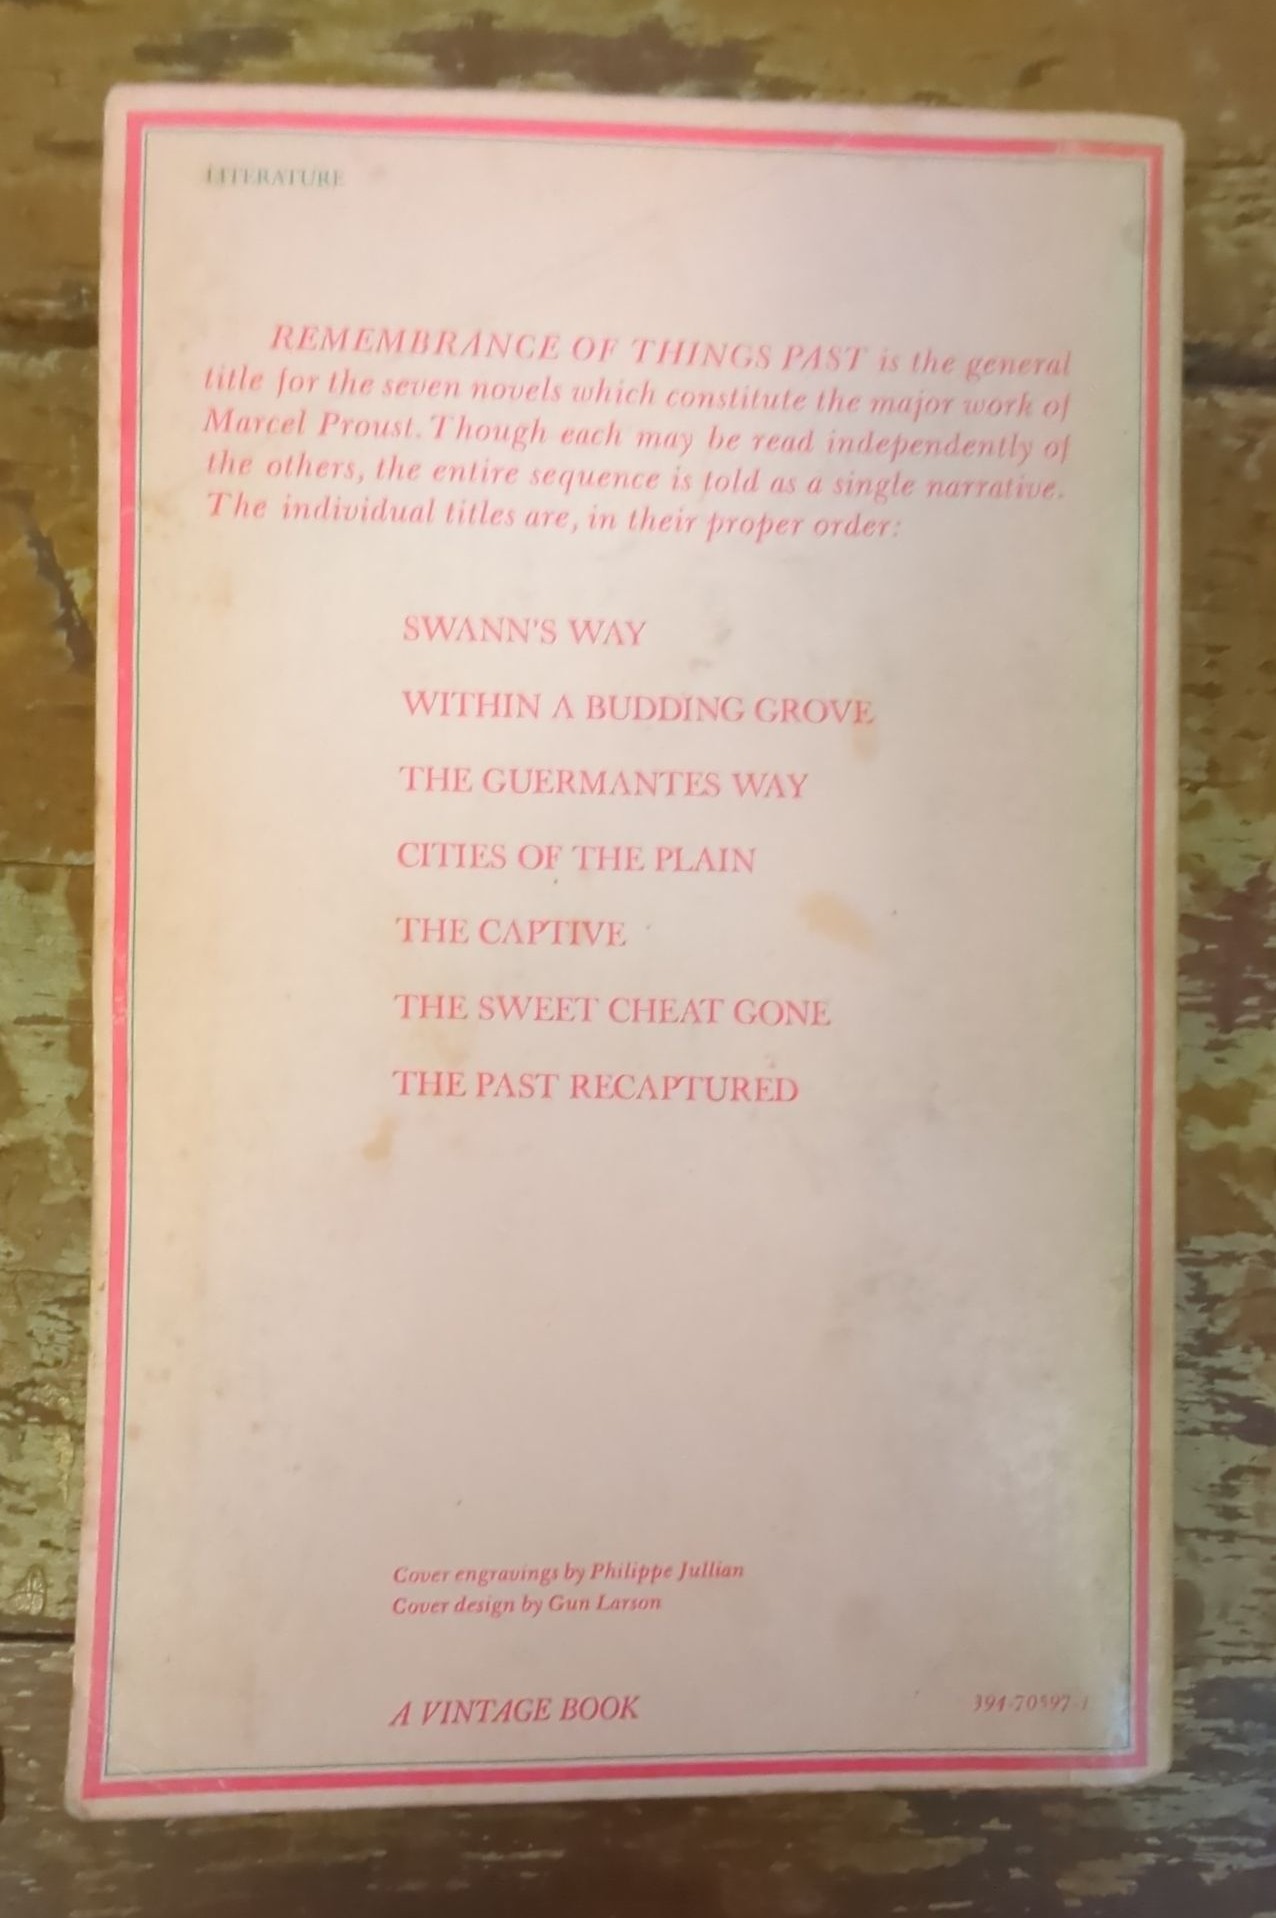 LITERATURE
REMEMBRANCE OF THINGS PAST is the general
title for the seven novels which constitute the major work of
Marcel Proust. Though each may be read independently of
the others, the entire sequence is told as a single narrative.
The individual titles are, in their proper order:
SWANN'S WAY
WITHIN A BUDDING GROVE
THE GUERMANTES WAY
CITIES OF THE PLAIN
THE CAPTIVE
THE SWEET CHEAT GONE
THE PAST RECAPTURED
Cover engravings by Philippe Jullian
Cover design by Gun Larson
A VINTAGE BOOK
394-70597-1